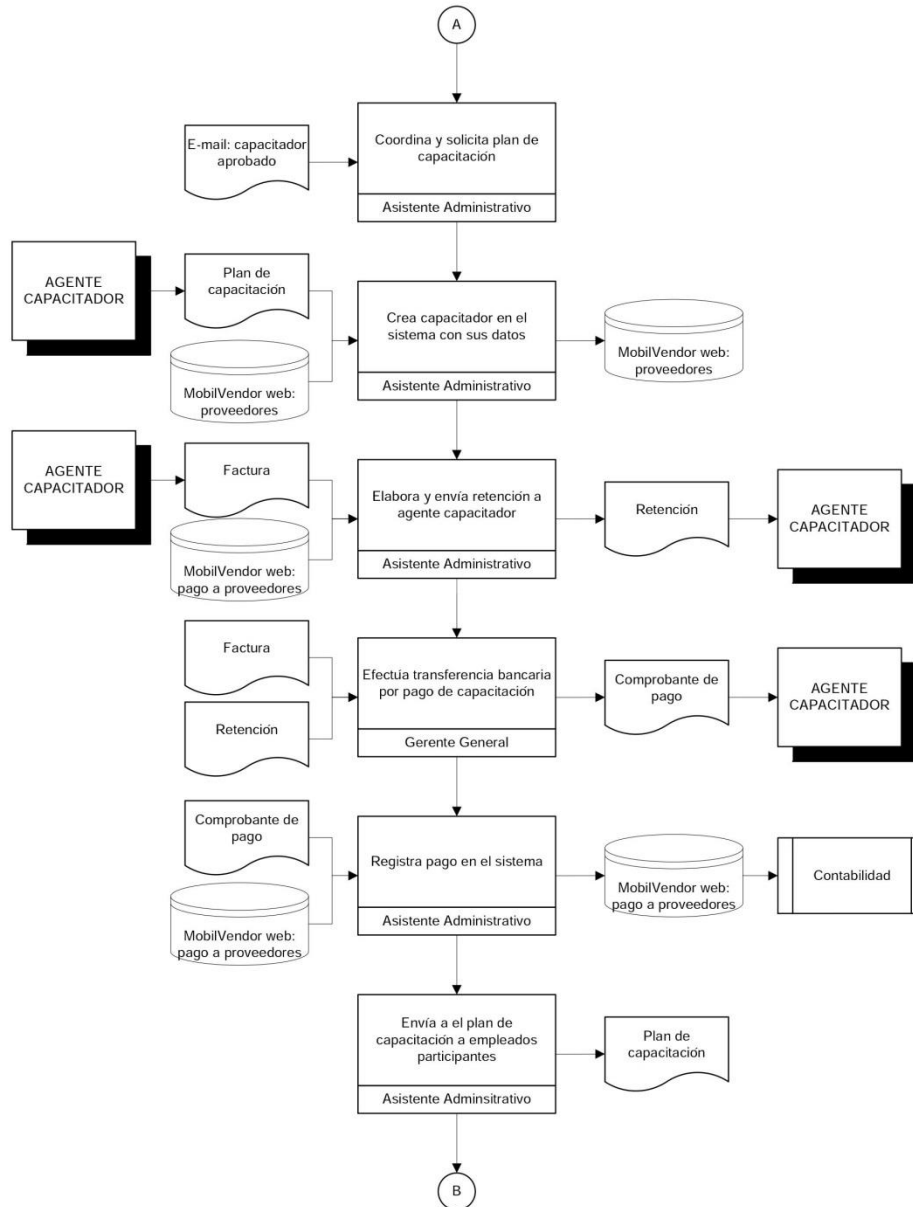 A
E-mail: capacitador
aprobado
Coordina y solicita plan de
capacitación
Asistente Administrativo
AGENTE
CAPACITADOR
Plan de
capacitación
MobilVendor web:
proveedores
Crea capacitador en el
sistema con sus datos
Asistente Administrativo
MobilVendor web:
proveedores
AGENTE
CAPACITADOR
Factura
MobilVendor web:
pago a proveedores
Elabora y envía retención a
agente capacitador
Asistente Administrativo
Retención
AGENTE
CAPACITADOR
Factura
Retención
Efectúa transferencia bancaria
por pago de capacitación
Gerente General
Comprobante de
pago
AGENTE
CAPACITADOR
Comprobante de
pago
MobilVendor web:
pago a proveedores
Registra pago en el sistema
Asistente Administrativo
MobilVendor web:
pago a proveedores
Contabilidad
Envía a el plan de
capacitación a empleados
participantes
Asistente Adminsitrativo
Plan de
capacitación
B